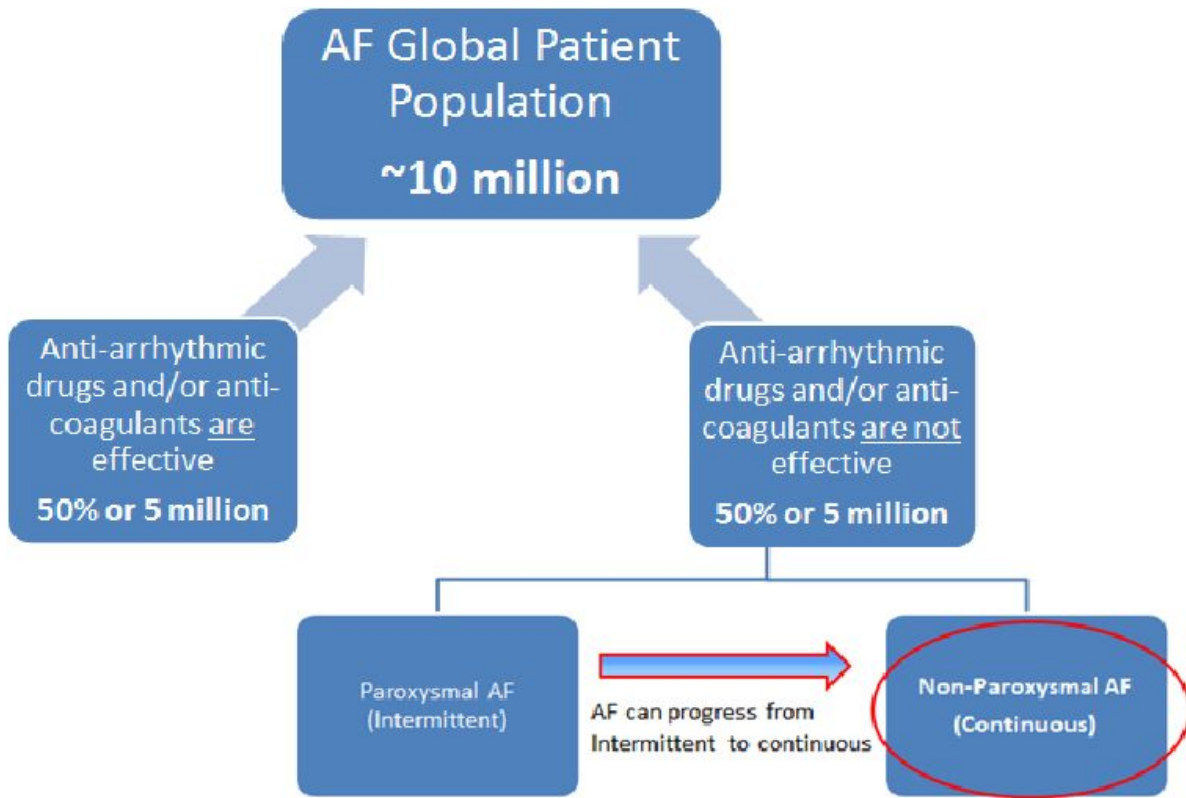 AF Global Patient
Population
~10 million
Anti-arrhythmic
drugs and/or anti-
coagulants are
effective
50% or 5 million
Anti-arrhythmic
drugs and/or anti-
coagulants are not
effective
50% or 5 million
Paroxysmal AF
(Intermittent)
AF can progress from
Intermittent to continuous
Non-Paroxysmal AF
(Continuous)